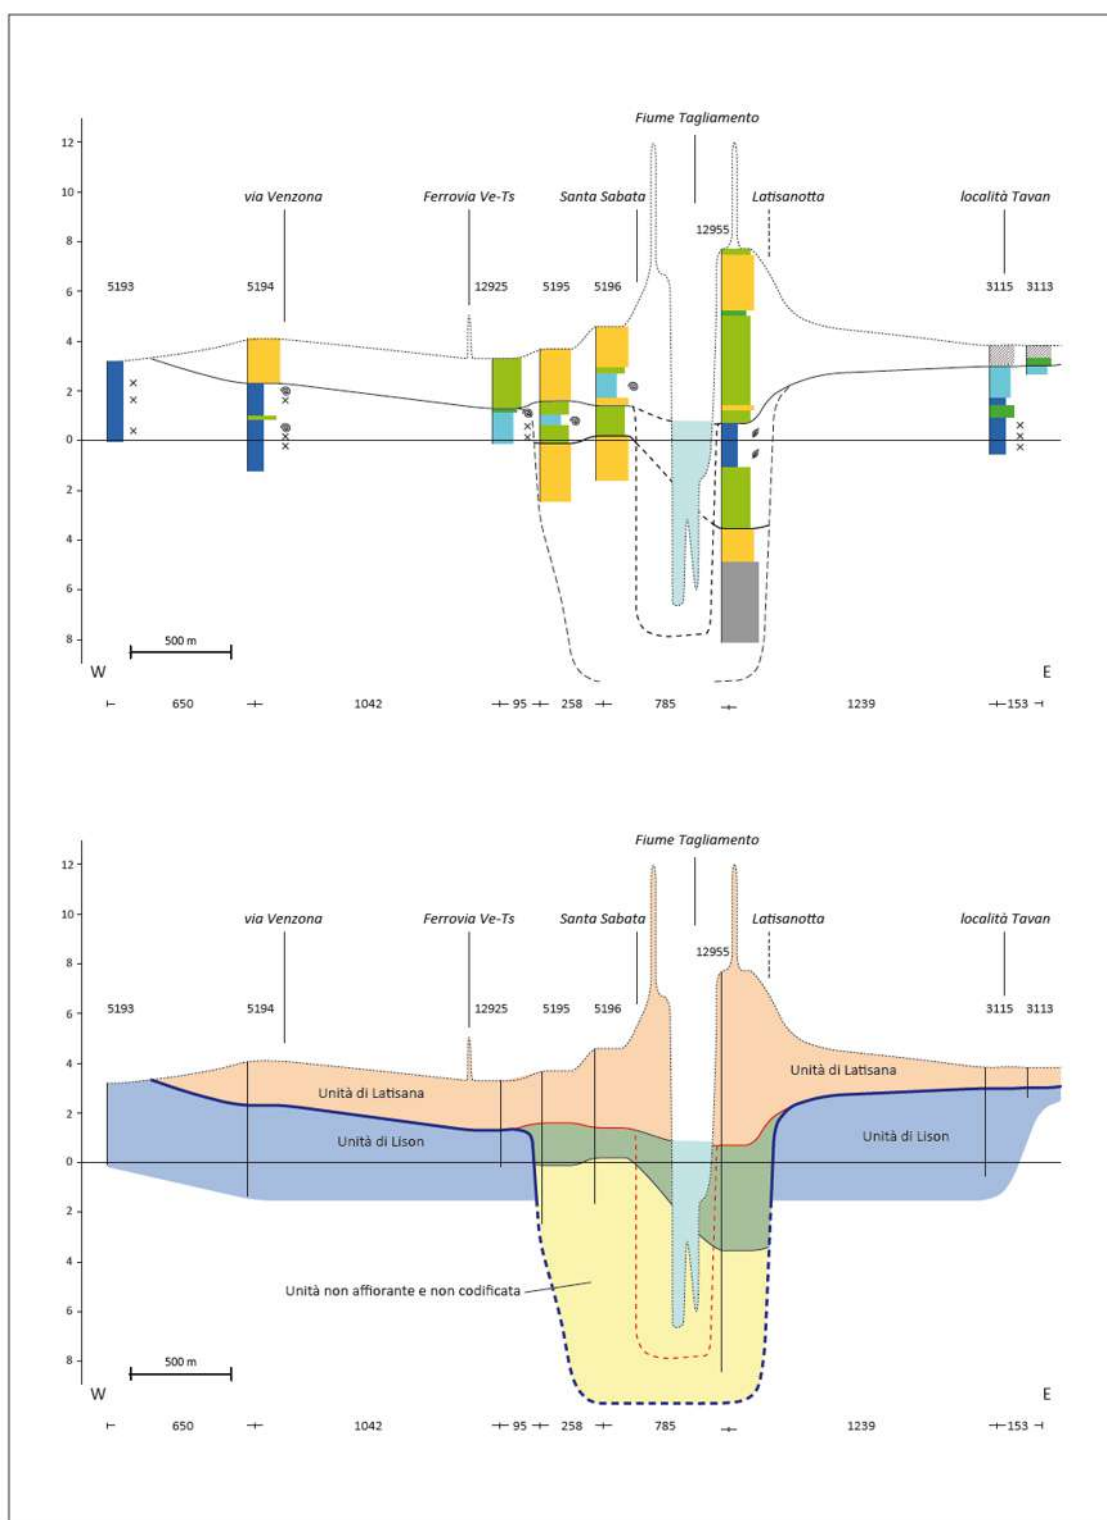 Fiume Tagliamento
12
10
via Venzona
Ferrovia Ve-Ts
Santa Sabata
Latisanotta
località Tavan
12955
8
5193
5194
12925
5195
5196
3115
3113
6
4
2
0
2
4
6
8
500 m
W
E
650
1042
95
258
785
1239
153
Fiume Tagliamento
12
10
via Venzona
Ferrovia Ve-Ts
Santa Sabata
Latisanotta
località Tavan
12955
8
5193
5194
12925
5195
5196
3115
3113
6
4
Unità di Latisana
Unità di Latisana
2
Unità di Lison
Unità di Lison
0
2
4
Unità non affiorante e non codificata
6
8
500 m
W
E
650
1042
95
258
785
1239
153